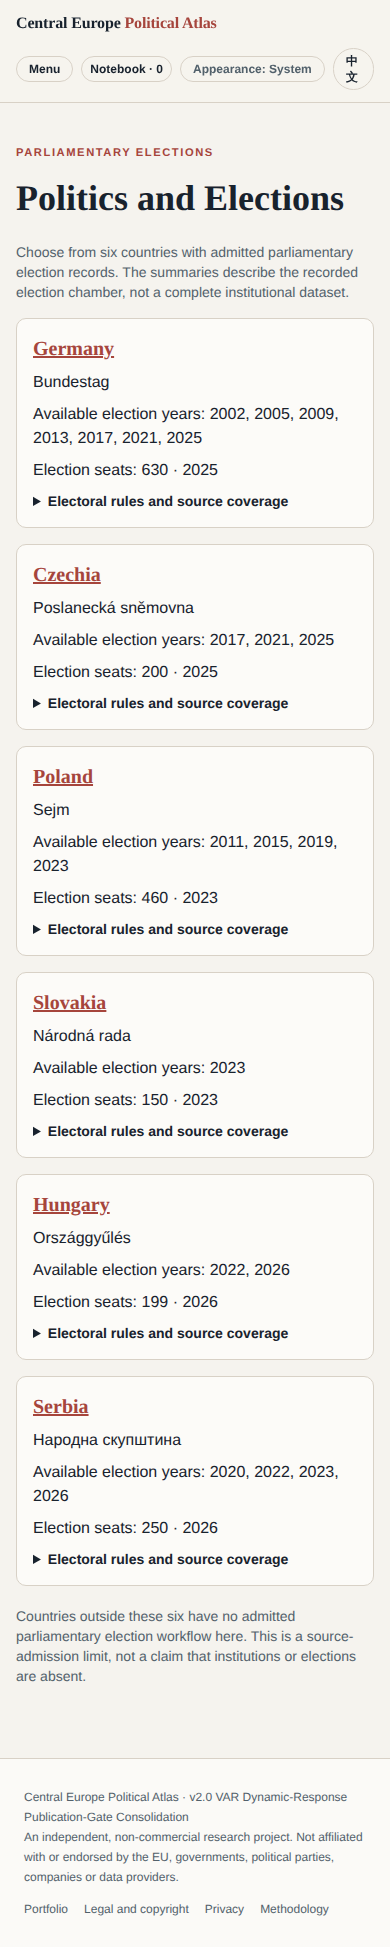 Central Europe Political Atlas
Menu
Notebook · 0
Appearance: System
中
文
PARLIAMENTARY ELECTIONS
Politics and Elections
Choose from six countries with admitted parliamentary
election records. The summaries describe the recorded
election chamber, not a complete institutional dataset.
Germany
Bundestag
Available election years: 2002, 2005, 2009,
2013, 2017, 2021, 2025
Election seats: 630 · 2025
Electoral rules and source coverage
Czechia
Poslanecká sněmovna
Available election years: 2017, 2021, 2025
Election seats: 200 · 2025
Electoral rules and source coverage
Poland
Sejm
Available election years: 2011, 2015, 2019,
2023
Election seats: 460 · 2023
Electoral rules and source coverage
Slovakia
Národná rada
Available election years: 2023
Election seats: 150 · 2023
Electoral rules and source coverage
Hungary
Országgyűlés
Available election years: 2022, 2026
Election seats: 199 · 2026
Electoral rules and source coverage
Serbia
Народна скупштина
Available election years: 2020, 2022, 2023,
2026
Election seats: 250 · 2026
Electoral rules and source coverage
Countries outside these six have no admitted
parliamentary election workflow here. This is a source-
admission limit, not a claim that institutions or elections
are absent.
Central Europe Political Atlas · v2.0 VAR Dynamic-Response
Publication-Gate Consolidation
An independent, non-commercial research project. Not affiliated
with or endorsed by the EU, governments, political parties,
companies or data providers.
Portfolio
Legal and copyright
Privacy
Methodology